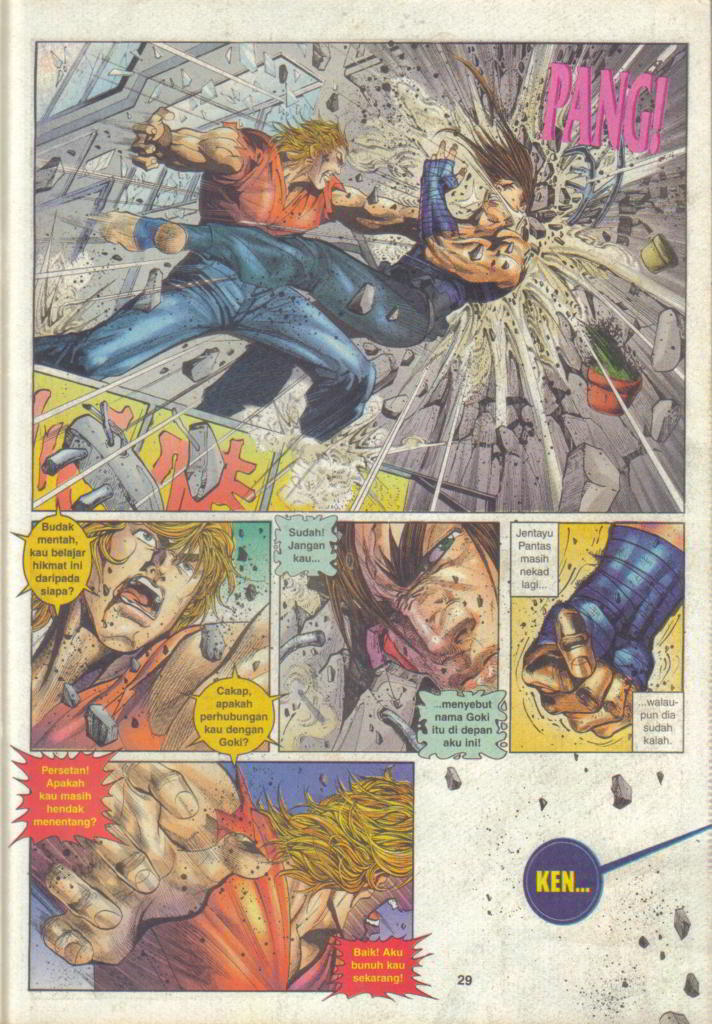 PANG!
Budak
mentah,
kau belajar
hikmat ini
daripada
siapa?
Cakap,
apakah
perhubungan
kau dengan
Goki?
Sudah!
Jangan
kau...
...menyebut
nama Goki
itu di depan
aku ini!
Jentayu
Pantas
masih
nekad
lagi...
...walau-
pun dia
sudah
kalah.
Persetan!
Apakah
kau masih
hendak
menentang?
Baik! Aku
bunuh kau
sekarang!
KEN...
29